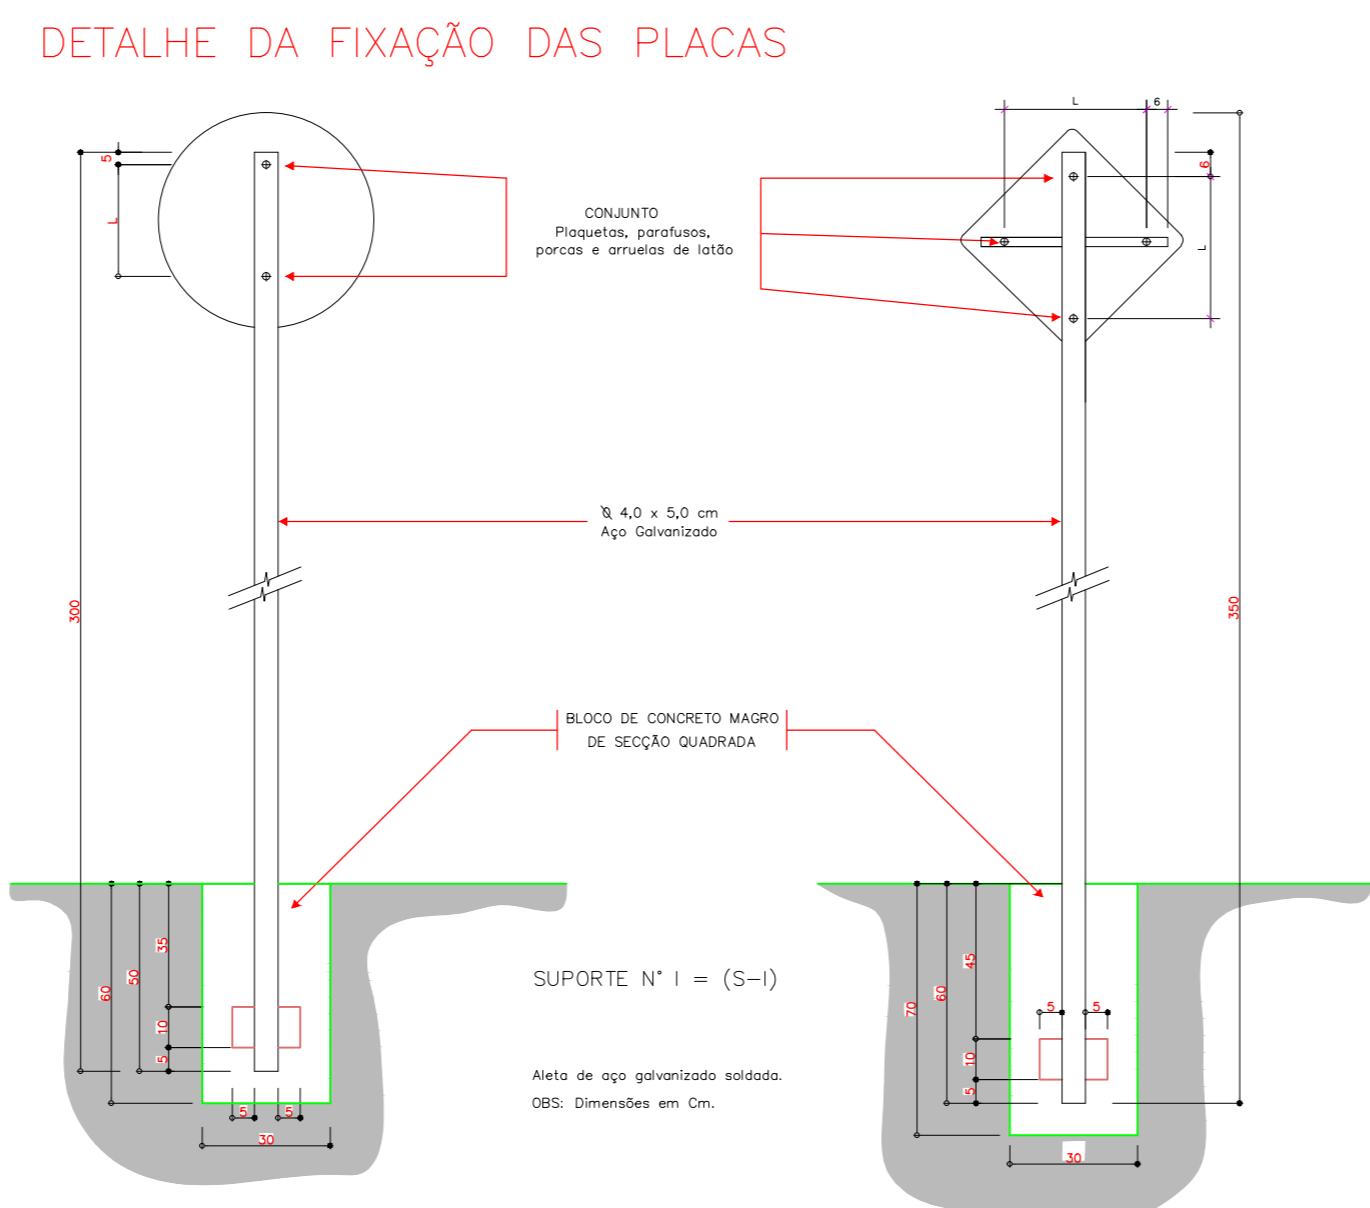 DETALHE DA FIXAÇÃO DAS PLACAS
L
6
5
L
6
L
CONJUNTO
Plaquetas, parafusos,
porcas e arruelas de latão
Ø 4,0 x 5,0 cm
Aço Galvanizado
300
350
BLOCO DE CONCRETO MAGRO
DE SECÇÃO QUADRADA
35
50
60
10
5
5
5
30
45
60
70
5
5
10
5
30
SUPORTE N° I = (S-I)
Aleta de aço galvanizado soldada.
OBS: Dimensões em Cm.